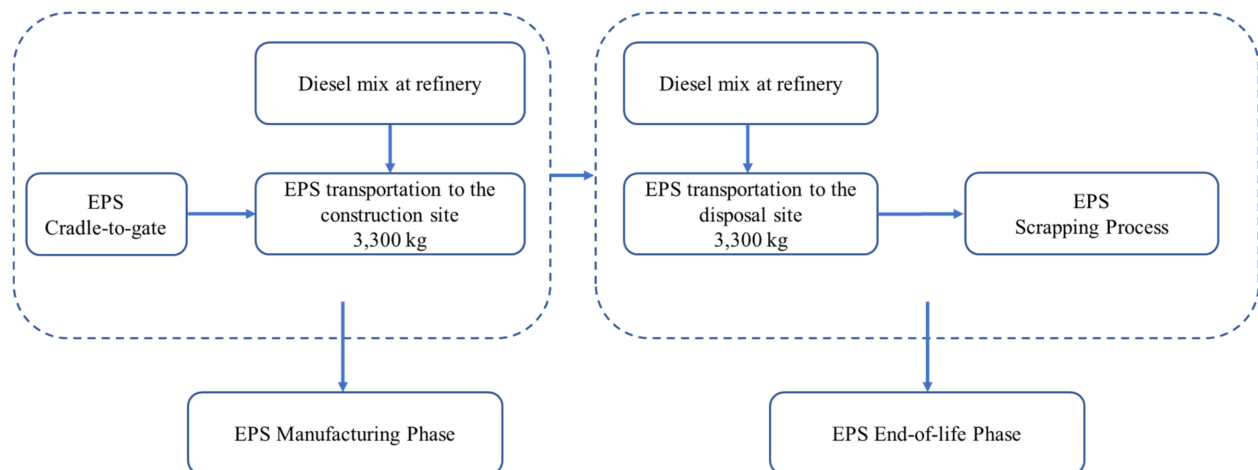 Diesel mix at refinery
EPS
Cradle-to-gate
EPS transportation to the
construction site
3,300 kg
EPS Manufacturing Phase
Diesel mix at refinery
EPS transportation to the
disposal site
3,300 kg
EPS
Scrapping Process
EPS End-of-life Phase